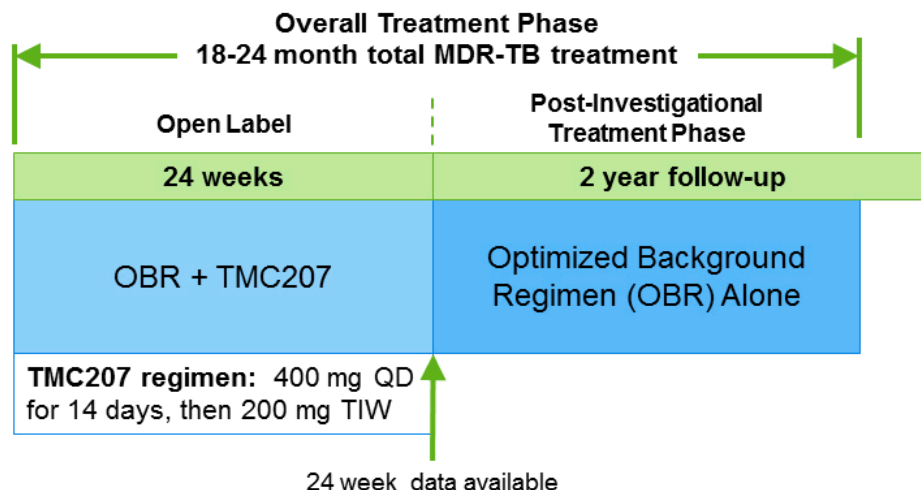 Overall Treatment Phase
18-24 month total MDR-TB treatment
Open Label
Post-Investigational
Treatment Phase
24 weeks
2 year follow-up
OBR + TMC207
Optimized Background
Regimen (OBR) Alone
TMC207 regimen: 400 mg QD
for 14 days, then 200 mg TIW
24 week data available